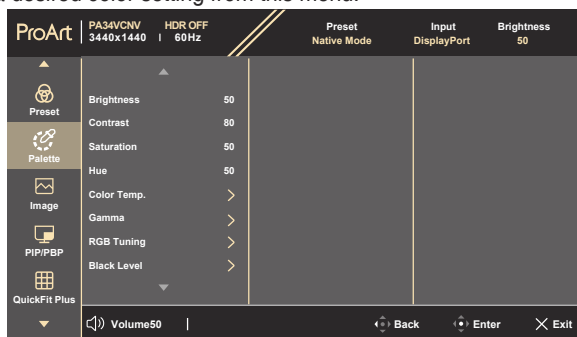 desired color setting from this menu.
ProArt PA34VCNV HDR OFF Preset Input Brightness
3440x1440 | 60Hz Native Mode DisplayPort 50
Preset
Palette
Image
PIP/PBP
QuickFit Plus
Brightness 50
Contrast 80
Saturation 50
Hue 50
Color Temp.
Gamma
RGB Tuning
Black Level
Volume50 | Back Enter Exit